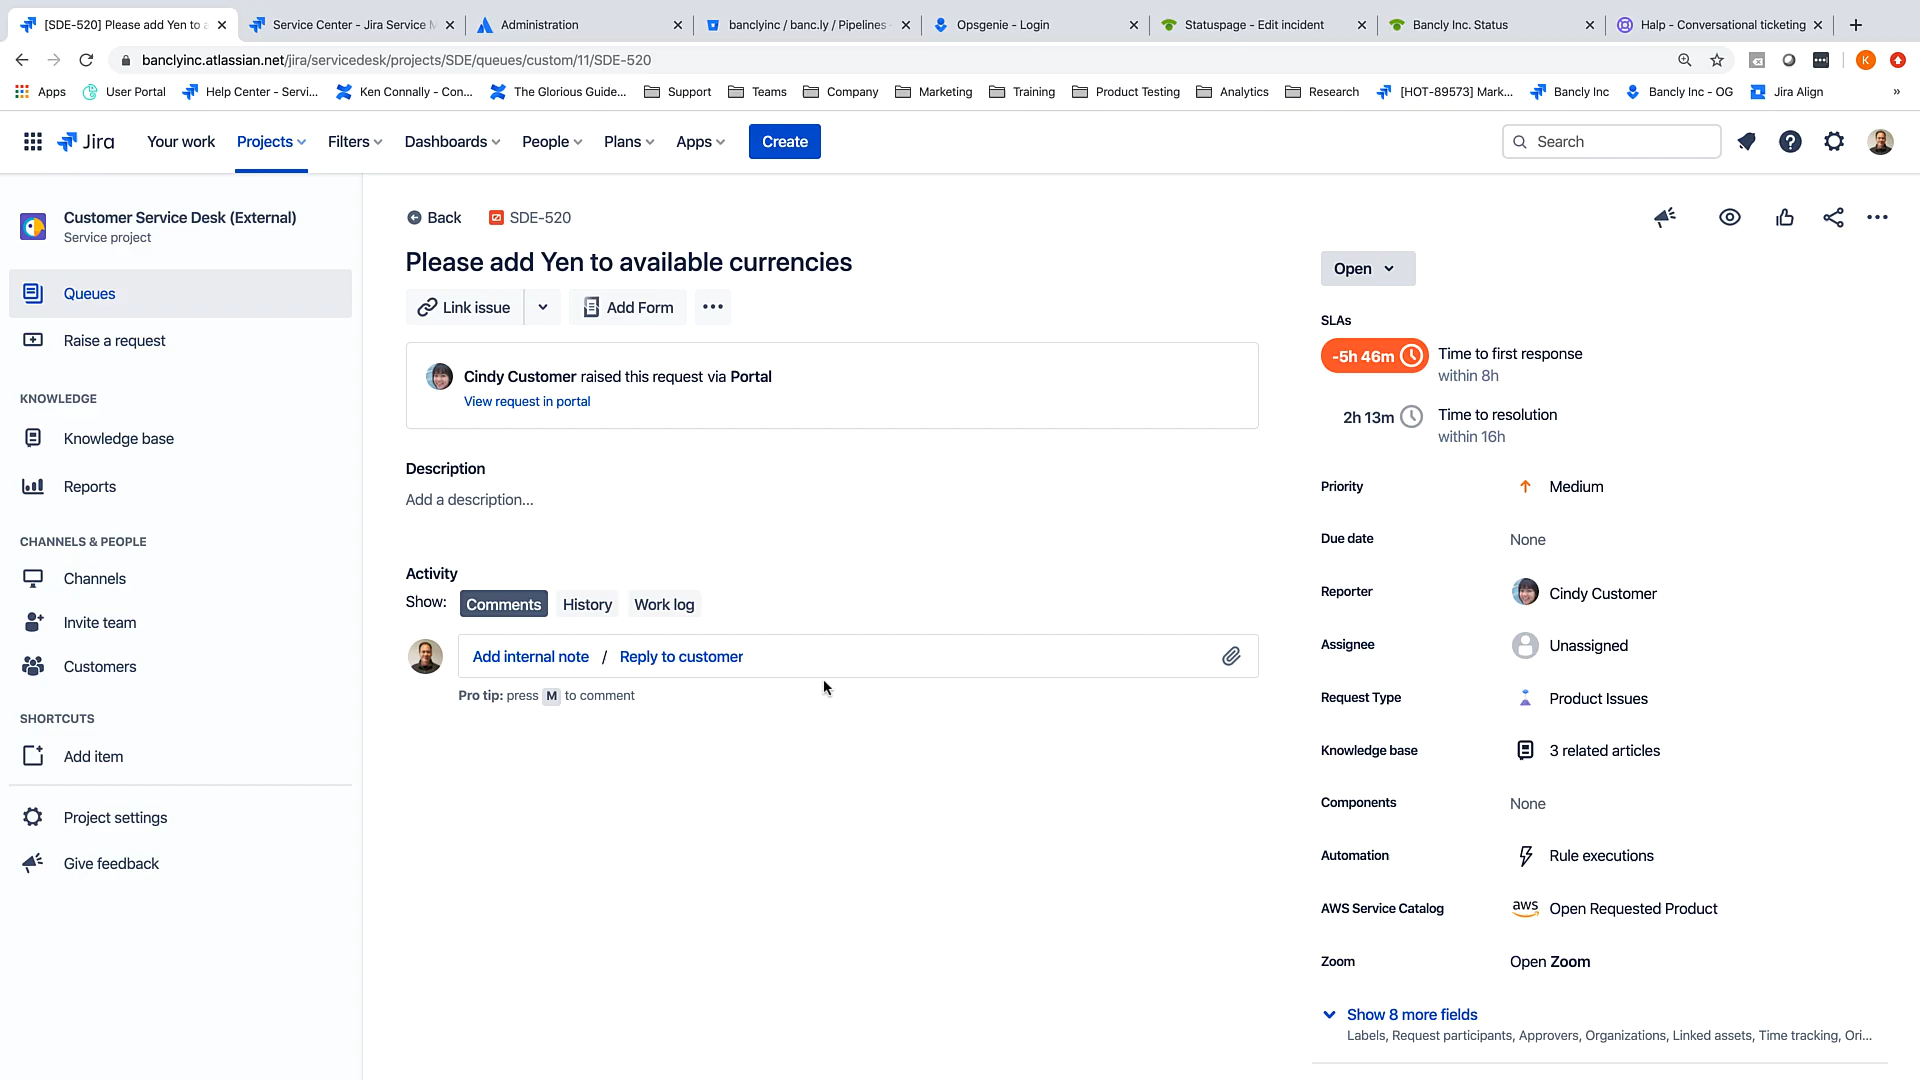 [SDE-520] Please add Yen to a
Service Center - Jira Service M
Administration
banclyinc / banc.ly / Pipelines
Opsgenie - Login
Statuspage - Edit incident
Bancly Inc. Status
Halp - Conversational ticketing
banclyinc.atlassian.net/jira/servicedesk/projects/SDE/queues/custom/11/SDE-520
K
Apps
User Portal
Help Center - Servi...
Ken Connally - Con...
The Glorious Guide...
Support
Teams
Company
Marketing
Training
Product Testing
Analytics
Research
[HOT-89573] Mark...
Bancly Inc
Bancly Inc - OG
Jira Align
»
Jira
Your work
Projects
Filters
Dashboards
People
Plans
Apps
Create
Search
Customer Service Desk (External)
Service project
Queues
Raise a request
KNOWLEDGE
Knowledge base
Reports
CHANNELS & PEOPLE
Channels
Invite team
Customers
SHORTCUTS
Add item
Project settings
Give feedback
Back
SDE-520
Please add Yen to available currencies
Link issue
Add Form
Cindy Customer raised this request via Portal
View request in portal
Description
Add a description...
Activity
Show:
Comments
History
Work log
Add internal note / Reply to customer
Pro tip: press M to comment
Open
SLAs
-5h 46m
Time to first response
within 8h
2h 13m
Time to resolution
within 16h
Priority
Medium
Due date
None
Reporter
Cindy Customer
Assignee
Unassigned
Request Type
Product Issues
Knowledge base
3 related articles
Components
None
Automation
Rule executions
AWS Service Catalog
aws
Open Requested Product
Zoom
Open Zoom
Show 8 more fields
Labels, Request participants, Approvers, Organizations, Linked assets, Time tracking, Ori...